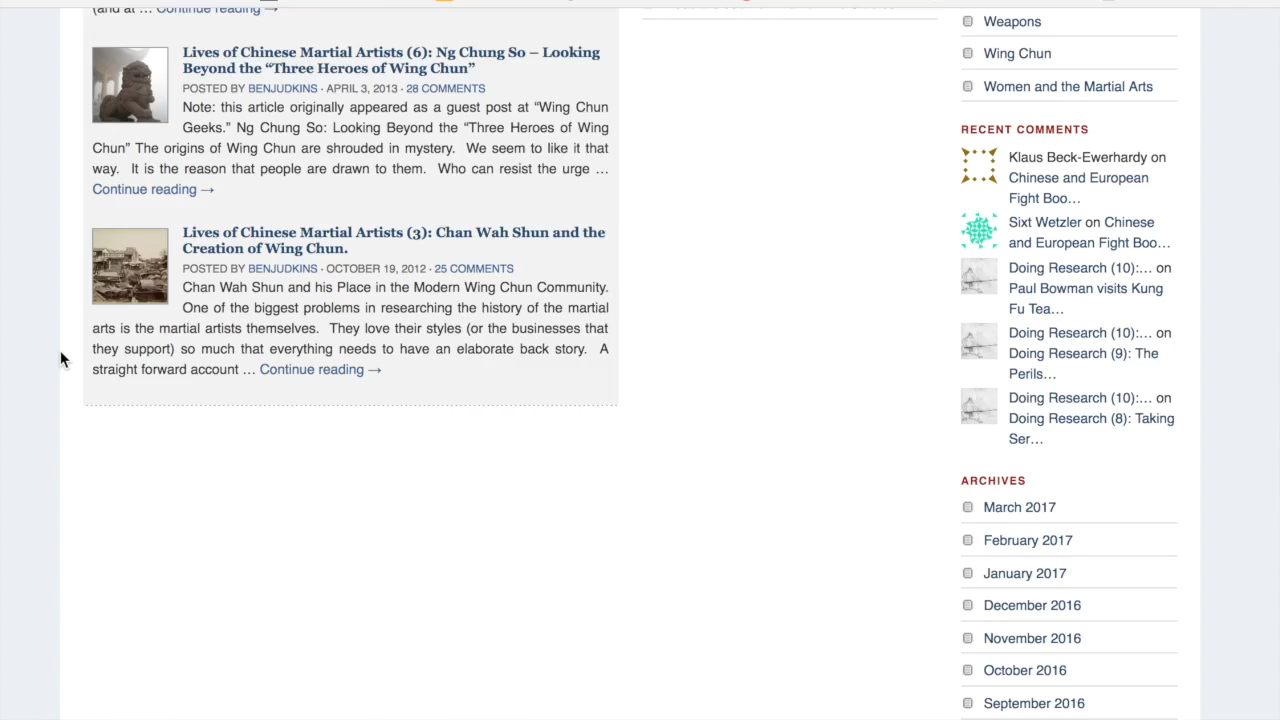 (and at … Continue reading →
Lives of Chinese Martial Artists (6): Ng Chung So – Looking
Beyond the “Three Heroes of Wing Chun”
POSTED BY BENJUDKINS · APRIL 3, 2013 · 28 COMMENTS
Note: this article originally appeared as a guest post at “Wing Chun
Geeks.” Ng Chung So: Looking Beyond the “Three Heroes of Wing
Chun” The origins of Wing Chun are shrouded in mystery. We seem to like it that
way. It is the reason that people are drawn to them. Who can resist the urge …
Continue reading →
Lives of Chinese Martial Artists (3): Chan Wah Shun and the
Creation of Wing Chun.
POSTED BY BENJUDKINS · OCTOBER 19, 2012 · 25 COMMENTS
Chan Wah Shun and his Place in the Modern Wing Chun Community.
One of the biggest problems in researching the history of the martial
arts is the martial artists themselves. They love their styles (or the businesses that
they support) so much that everything needs to have an elaborate back story. A
straight forward account … Continue reading →
Weapons
Wing Chun
Women and the Martial Arts
RECENT COMMENTS
Klaus Beck-Ewerhardy on
Chinese and European
Fight Boo…
Sixt Wetzler on Chinese
and European Fight Boo…
Doing Research (10):… on
Paul Bowman visits Kung
Fu Tea…
Doing Research (10):… on
Doing Research (9): The
Perils…
Doing Research (10):… on
Doing Research (8): Taking
Ser…
ARCHIVES
March 2017
February 2017
January 2017
December 2016
November 2016
October 2016
September 2016